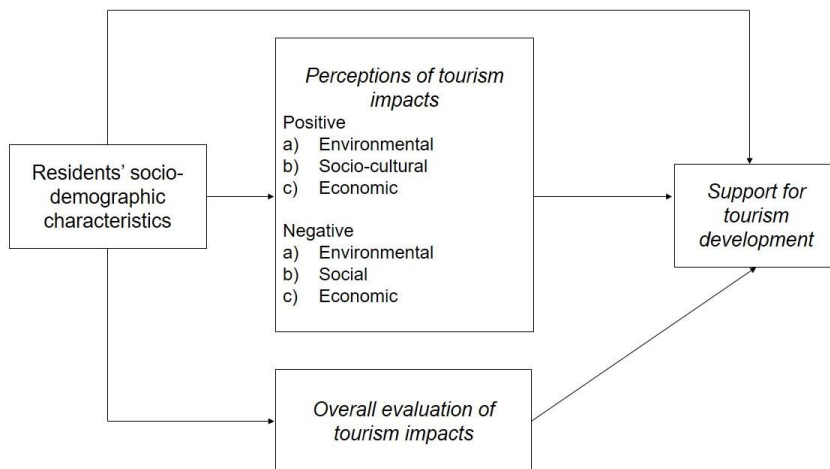 Residents' socio-
demographic
characteristics
Perceptions of tourism
impacts
Positive
a) Environmental
b) Socio-cultural
c) Economic
Negative
a) Environmental
b) Social
c) Economic
Overall evaluation of
tourism impacts
Support for
tourism
development